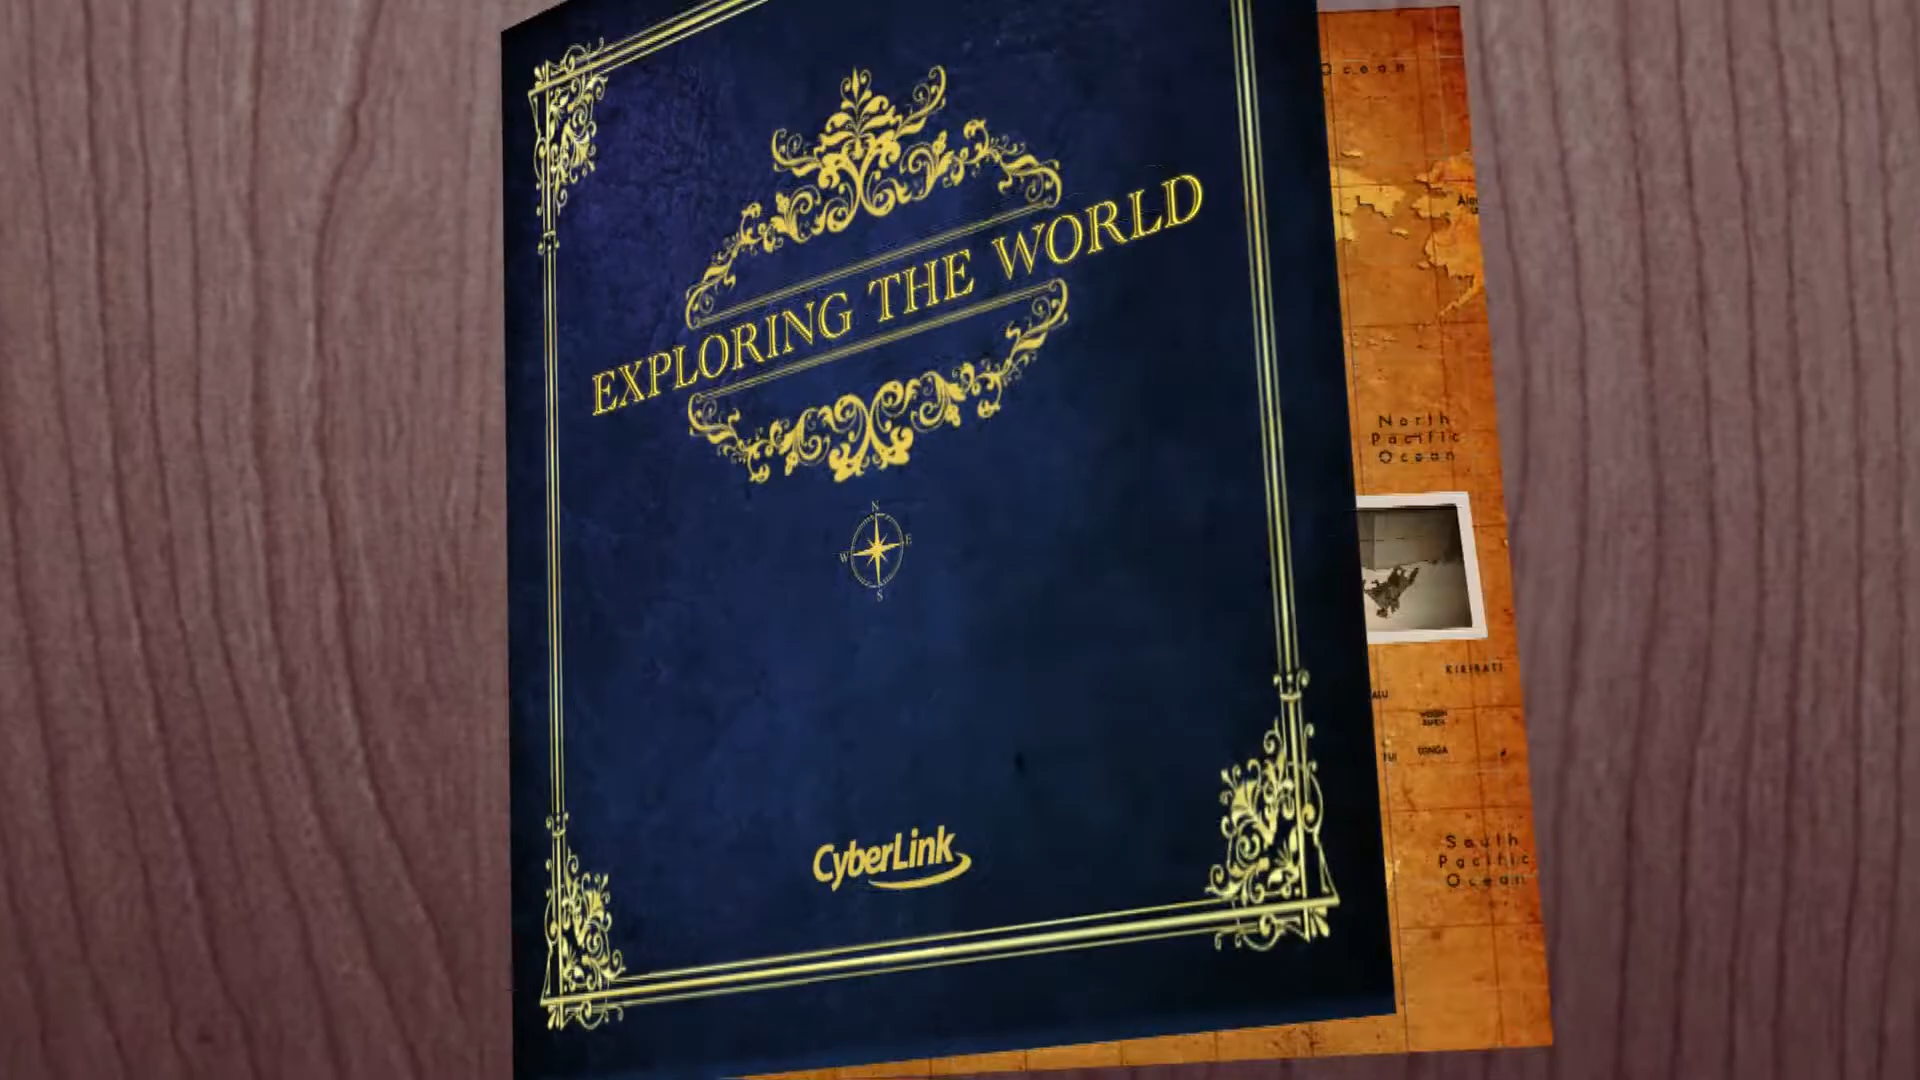 EXPLORING THE WORLD
N
W
E
S
CyberLink
Ocean
North
Pacific
Ocean
KIRIBATI
TONGA
South
Pacific
Ocean